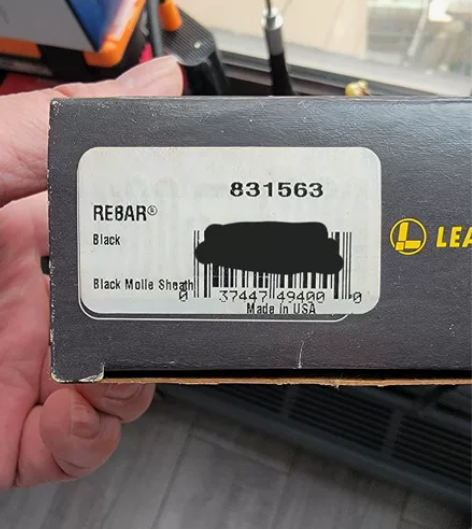 831563
REBAR®
Black
Black Molle Sheath
0 37447 49400 0
Made in USA
LEA